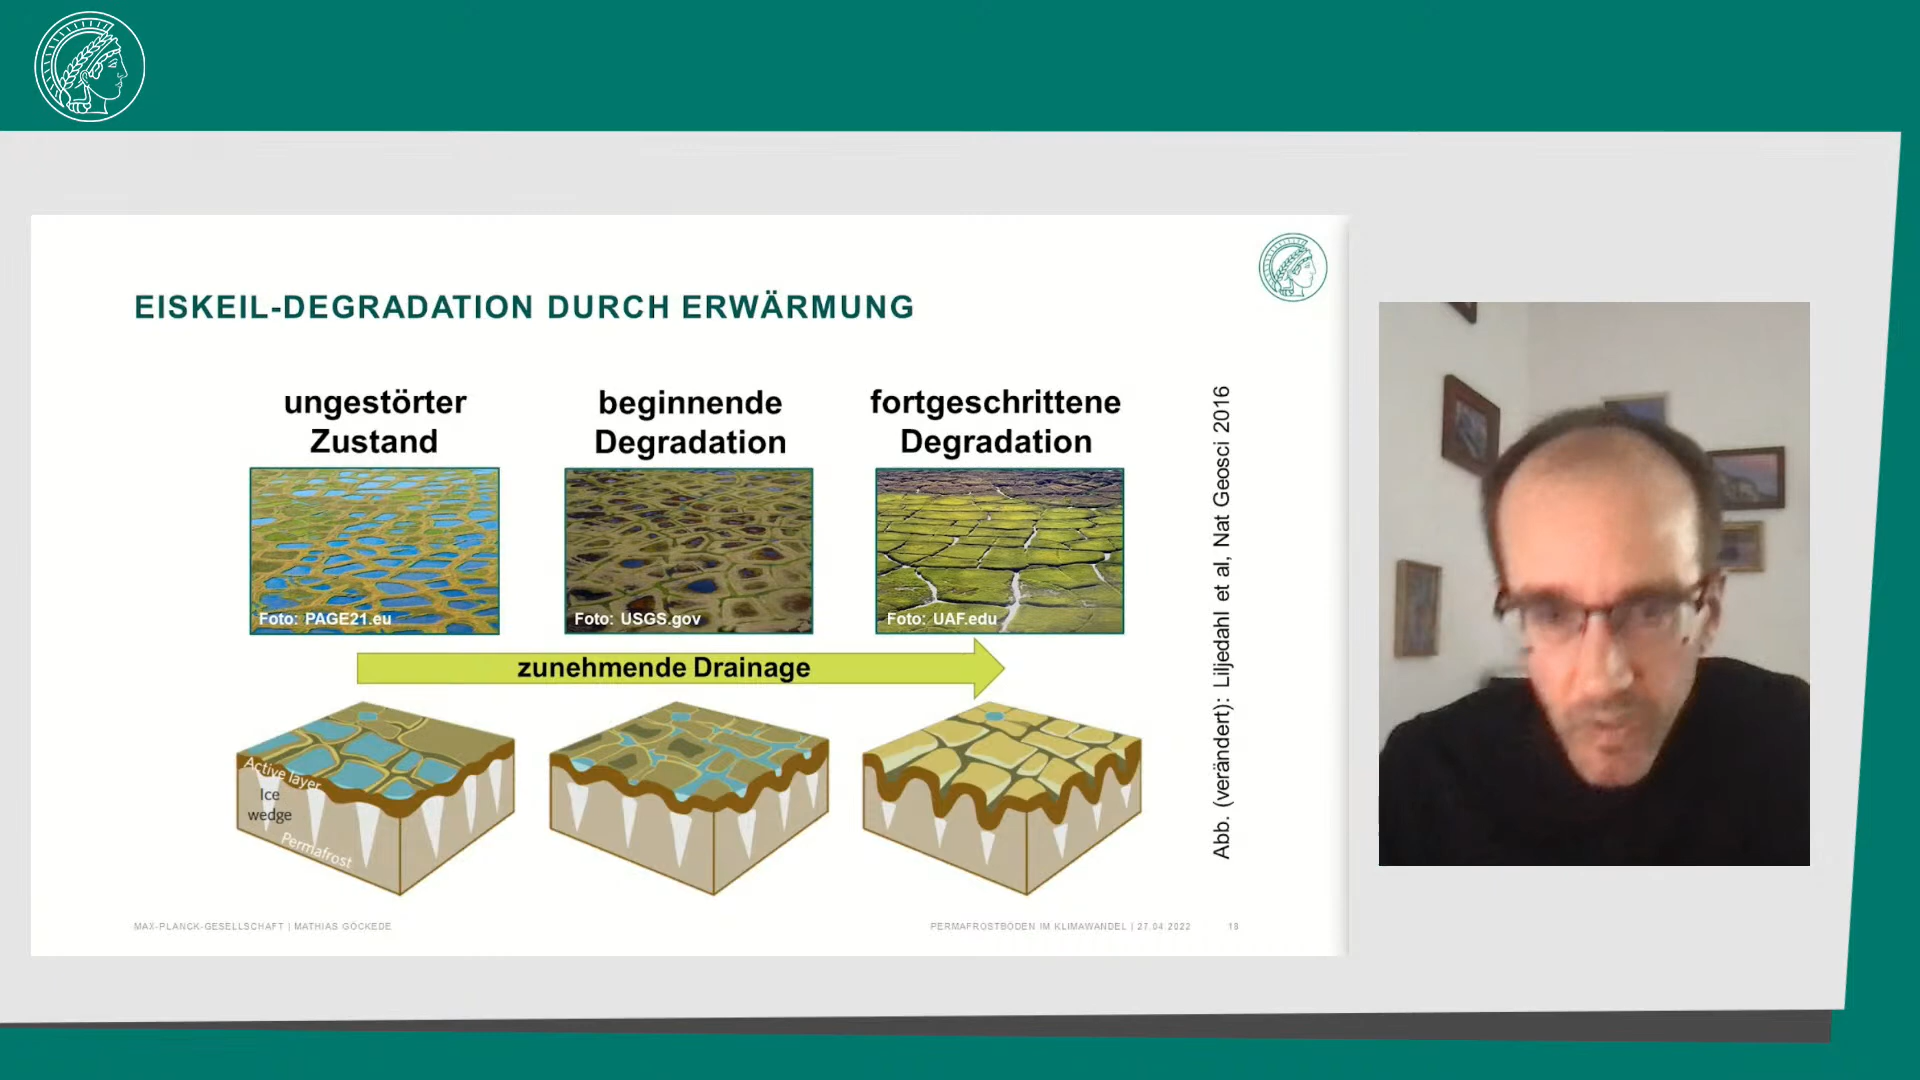 EISKEIL-DEGRADATION DURCH ERWÄRMUNG
ungestörter
Zustand
beginnende
Degradation
fortgeschrittene
Degradation
Foto: PAGE21.eu
Foto: USGS.gov
Foto: UAF.edu
zunehmende Drainage
Active layer
Ice
wedge
Permafrost
Abb. (verändert): Liljedahl et al, Nat Geosci 2016
MAX-PLANCK-GESELLSCHAFT | MATHIAS GÖCKEDE
PERMAFROSTBÖDEN IM KLIMAWANDEL | 27.04.2022